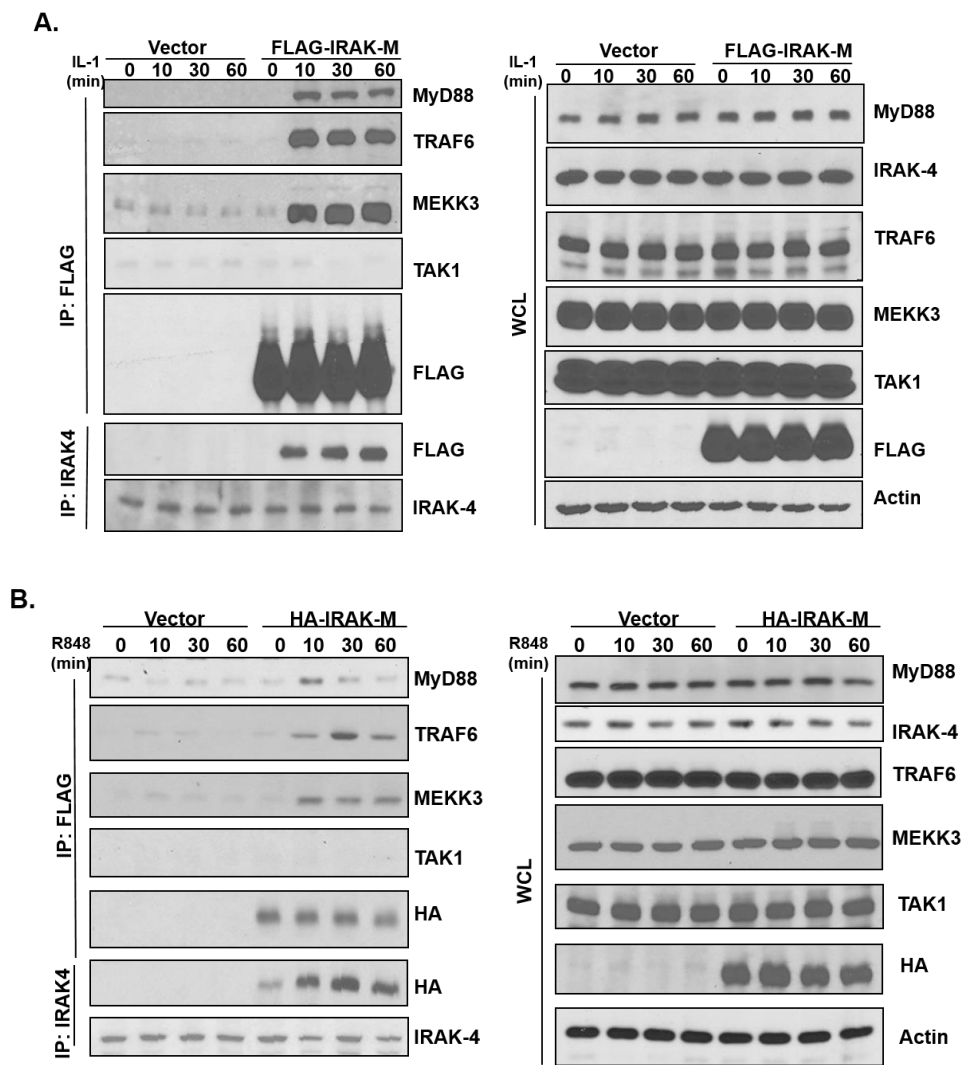 A.
Vector FLAG-IRAK-M
IL-1 (min) 0 10 30 60 0 10 30 60
IP: FLAG
MyD88
TRAF6
MEKK3
TAK1
FLAG
IP: IRAK4
FLAG
IRAK-4
Vector FLAG-IRAK-M
IL-1 (min) 0 10 30 60 0 10 30 60
WCL
MyD88
IRAK-4
TRAF6
MEKK3
TAK1
FLAG
Actin
B.
Vector HA-IRAK-M
R848 (min) 0 10 30 60 0 10 30 60
IP: FLAG
MyD88
TRAF6
MEKK3
TAK1
HA
IP: IRAK4
HA
IRAK-4
Vector HA-IRAK-M
R848 (min) 0 10 30 60 0 10 30 60
WCL
MyD88
IRAK-4
TRAF6
MEKK3
TAK1
HA
Actin